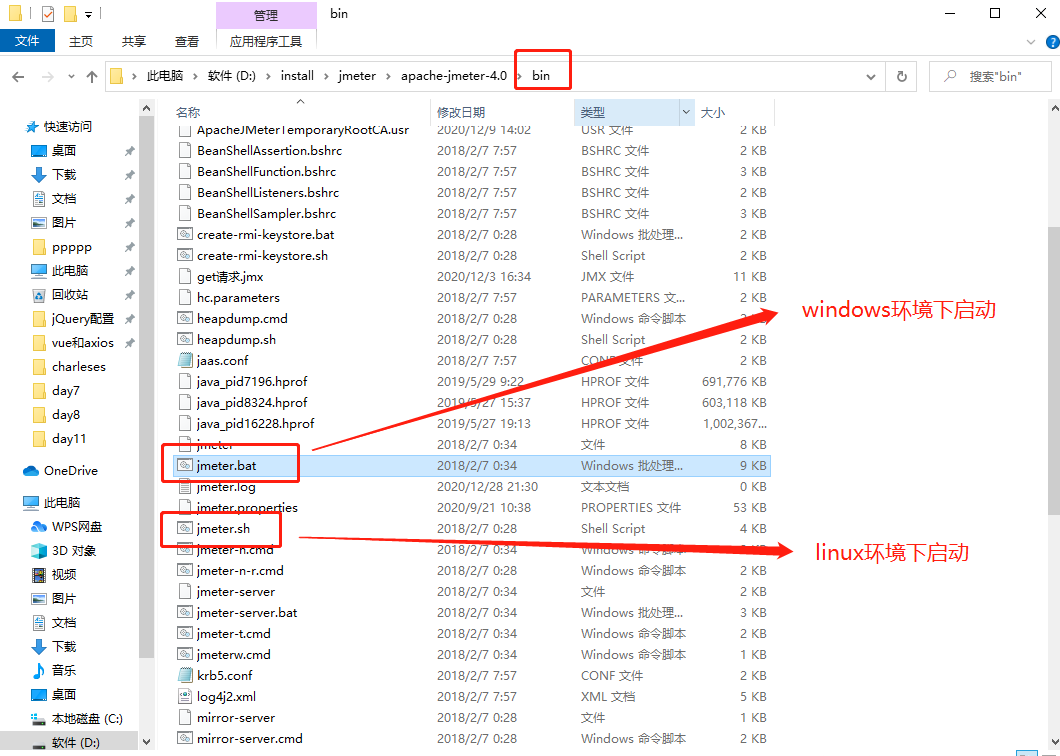 管理
bin
文件
主页
共享
查看
应用程序工具
此电脑 › 软件 (D:) › install › jmeter › apache-jmeter-4.0 › bin
搜索"bin"
快速访问
桌面
下载
文档
图片
ppppp
此电脑
回收站
jQuery配置
vue和axios
charleses
day7
day8
day11
OneDrive
此电脑
WPS网盘
3D 对象
视频
图片
文档
下载
音乐
桌面
本地磁盘 (C:)
软件 (D:)
名称 修改日期 类型 大小
ApacheJMeterTemporaryRootCA.usr 2020/12/9 14:02 USR 文件 2 KB
BeanShellAssertion.bshrc 2018/2/7 7:57 BSHRC 文件 2 KB
BeanShellFunction.bshrc 2018/2/7 7:57 BSHRC 文件 3 KB
BeanShellListeners.bshrc 2018/2/7 7:57 BSHRC 文件 2 KB
BeanShellSampler.bshrc 2018/2/7 7:57 BSHRC 文件 3 KB
create-rmi-keystore.bat 2018/2/7 0:28 Windows 批处理... 2 KB
create-rmi-keystore.sh 2018/2/7 0:28 Shell Script 2 KB
get请求.jmx 2020/12/3 16:34 JMX 文件 11 KB
hc.parameters 2018/2/7 7:57 PARAMETERS 文... 2 KB
heapdump.cmd 2018/2/7 0:28 Windows 命令脚本 2 KB
heapdump.sh 2018/2/7 0:28 Shell Script 2 KB
jaas.conf 2018/2/7 7:57 CONF 文件 2 KB
java_pid7196.hprof 2019/5/29 9:22 HPROF 文件 691,776 KB
java_pid8324.hprof 2019/5/27 15:37 HPROF 文件 603,118 KB
java_pid16228.hprof 2019/5/27 19:13 HPROF 文件 1,002,367...
jmeter 2018/2/7 0:34 文件 8 KB
jmeter.bat 2018/2/7 0:34 Windows 批处理... 9 KB
jmeter.log 2020/12/28 21:30 文本文档 0 KB
jmeter.properties 2020/9/21 10:38 PROPERTIES 文件 53 KB
jmeter.sh 2018/2/7 0:28 Shell Script 4 KB
jmeter-n.cmd 2018/2/7 0:34 Windows 命令脚本 2 KB
jmeter-n-r.cmd 2018/2/7 0:28 Windows 命令脚本 2 KB
jmeter-server 2018/2/7 0:34 文件 2 KB
jmeter-server.bat 2018/2/7 0:34 Windows 批处理... 3 KB
jmeter-t.cmd 2018/2/7 0:34 Windows 命令脚本 2 KB
jmeterw.cmd 2018/2/7 0:34 Windows 命令脚本 1 KB
krb5.conf 2018/2/7 7:57 CONF 文件 2 KB
log4j2.xml 2018/2/7 7:57 XML 文档 5 KB
mirror-server 2018/2/7 0:28 文件 1 KB
mirror-server.cmd 2018/2/7 0:28 Windows 命令脚本 2 KB
windows环境下启动
linux环境下启动